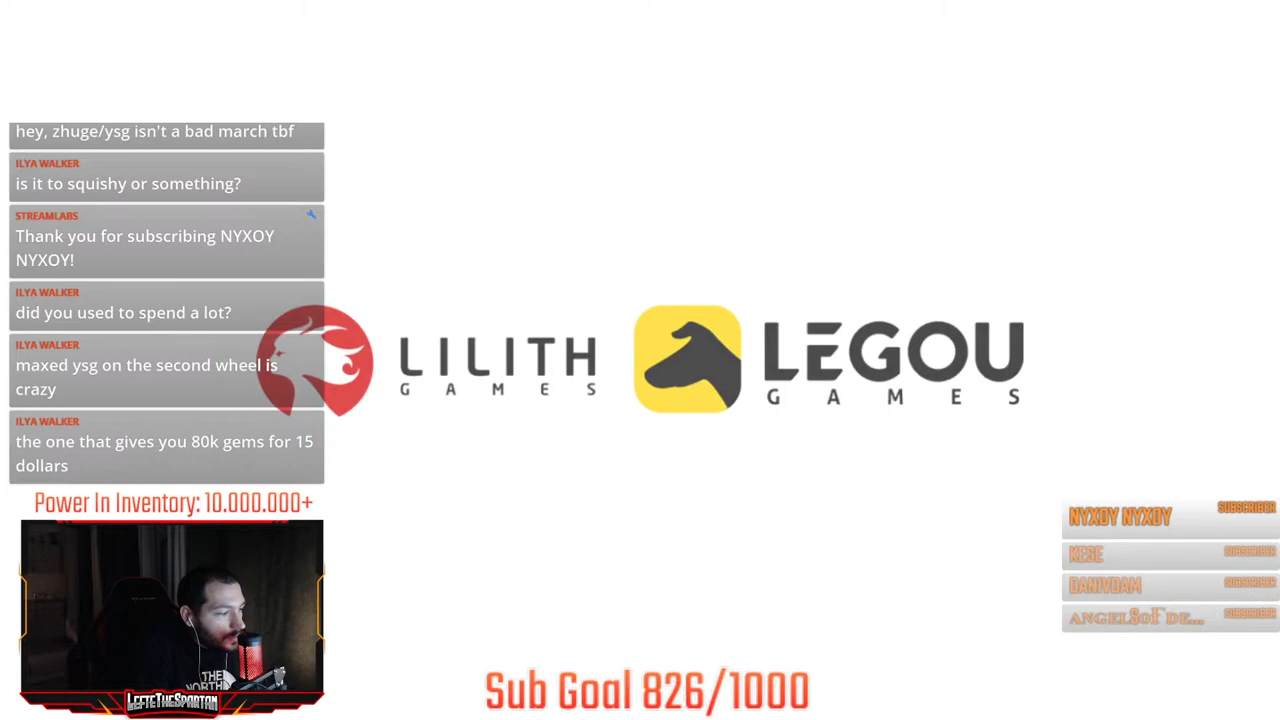 hey, zhuge/ysg isn't a bad march tbf
ILYA WALKER
is it to squishy or something?
STREAMLABS
Thank you for subscribing NYXOY
NYXOY!
ILYA WALKER
did you used to spend a lot?
ILYA WALKER
maxed ysg on the second wheel is
crazy
ILYA WALKER
the one that gives you 80k gems for 15
dollars
Power In Inventory: 10.000.000+
LILITH
GAMES
LEGOU
GAMES
NYXOY NYXOY SUBSCRIBER
KESE SUBSCRIBER
DANIVDAM SUBSCRIBER
ANGELSOFDE... SUBSCRIBER
THE
NORTH
LEFTETHESPARTAN
Sub Goal 826/1000